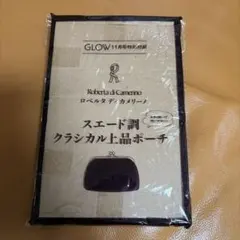 GLOW 11月号特別付録
Roberta di Camerino
ロベルタ ディ カメリーノ
スエード調
クラシカル上品ポーチ